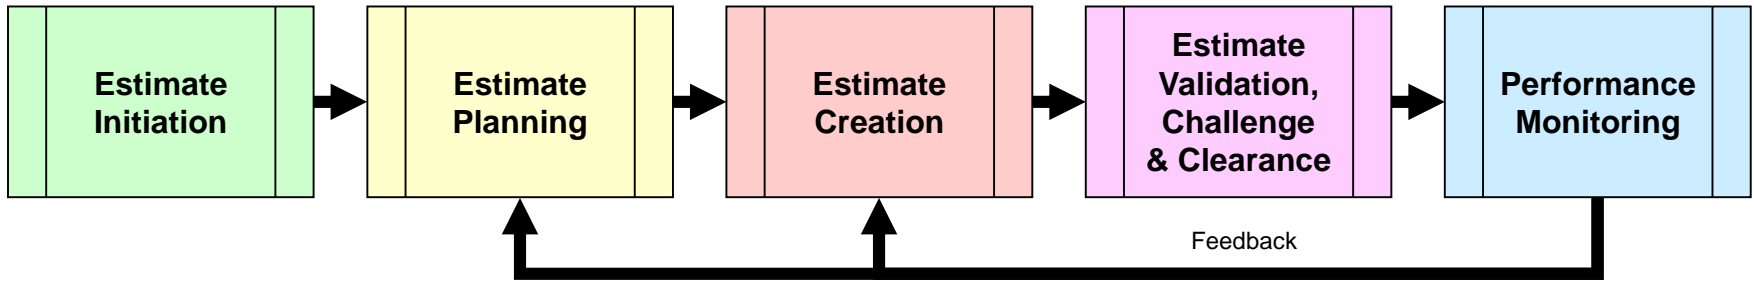 Estimate
Initiation
Estimate
Planning
Estimate
Creation
Estimate
Validation,
Challenge
& Clearance
Performance
Monitoring
Feedback